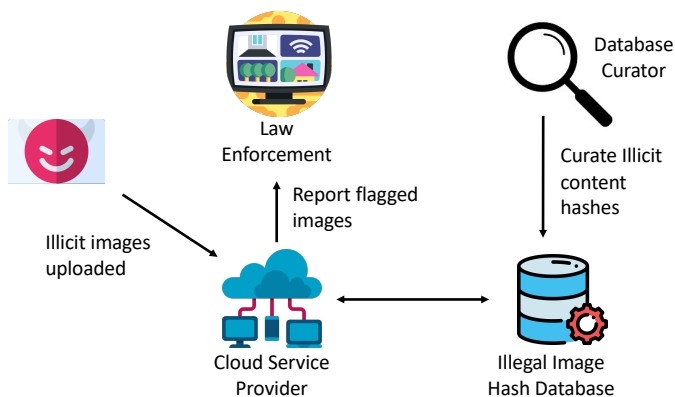 Database
Curator
Law
Enforcement
Curate Illicit
content
hashes
Report flagged
images
Illicit images
uploaded
Cloud Service
Provider
Illegal Image
Hash Database